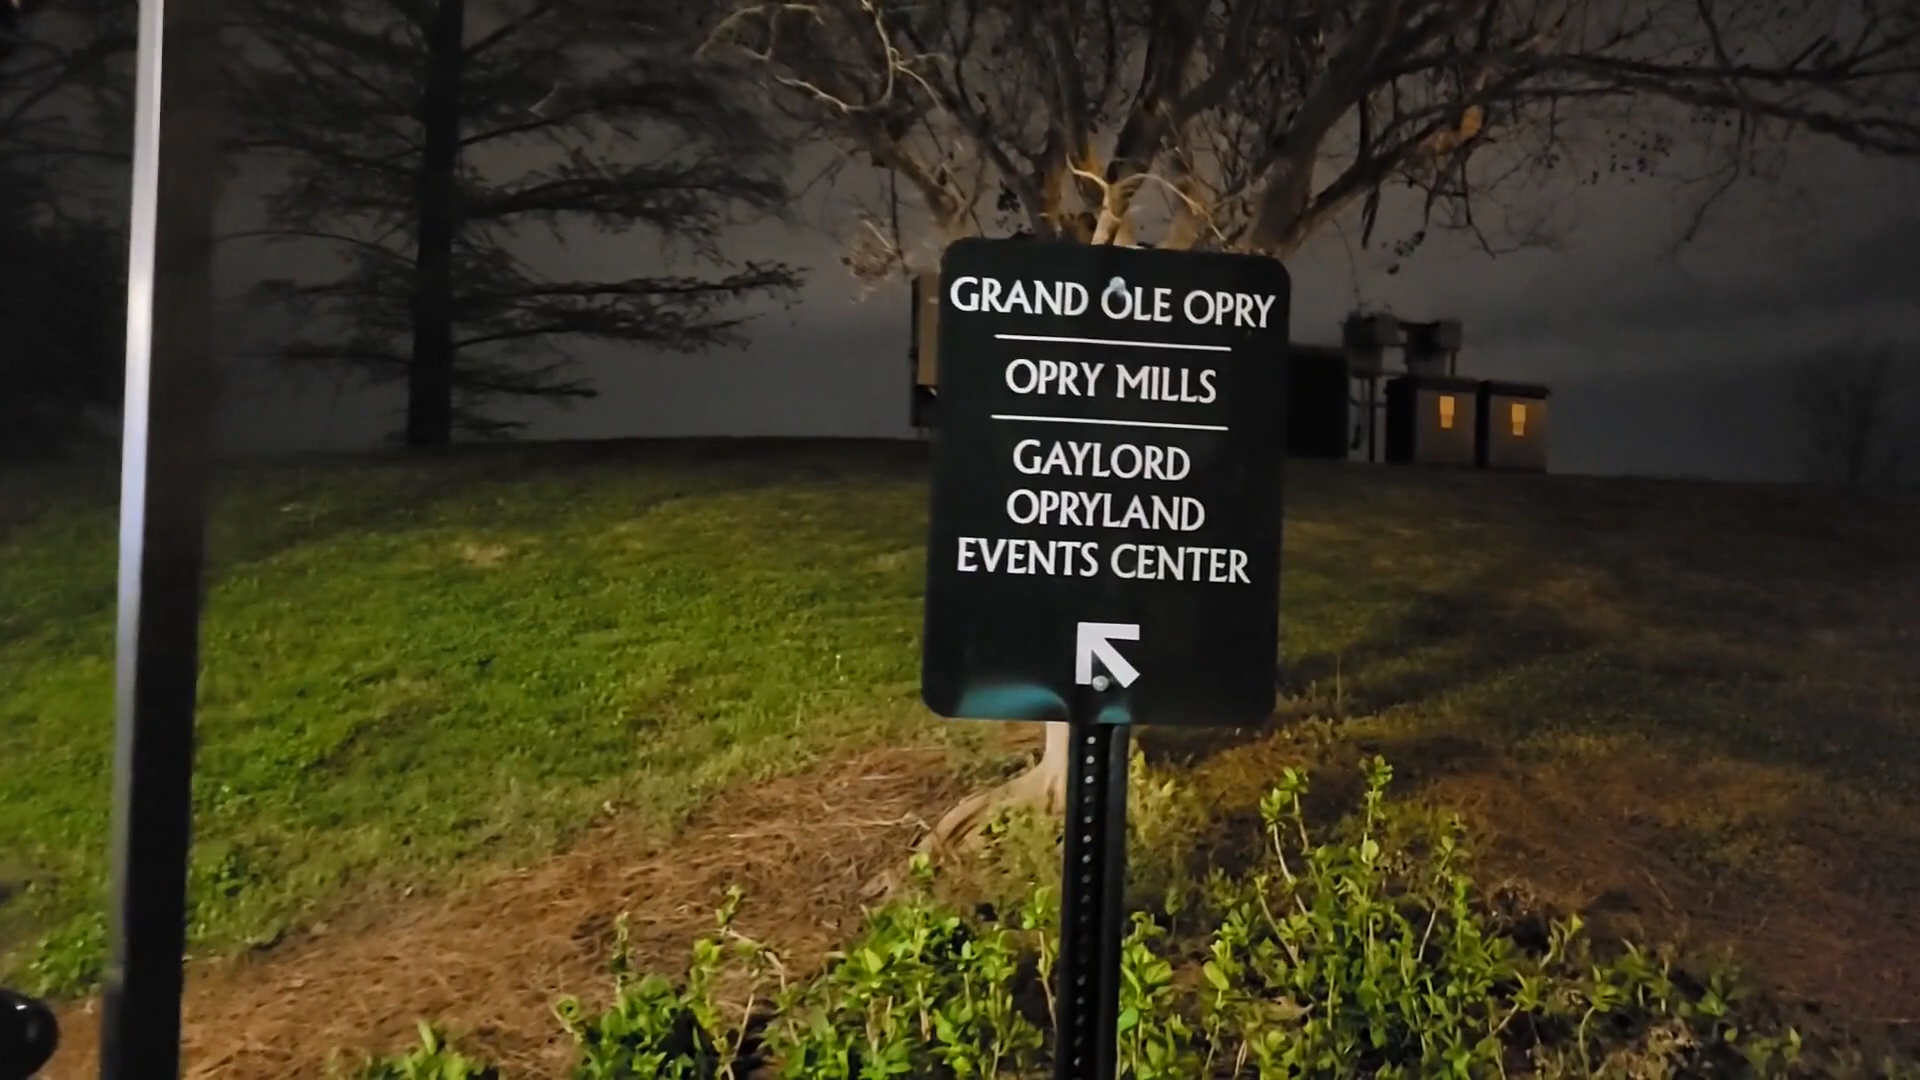 GRAND OLE OPRY
OPRY MILLS
GAYLORD
OPRYLAND
EVENTS CENTER